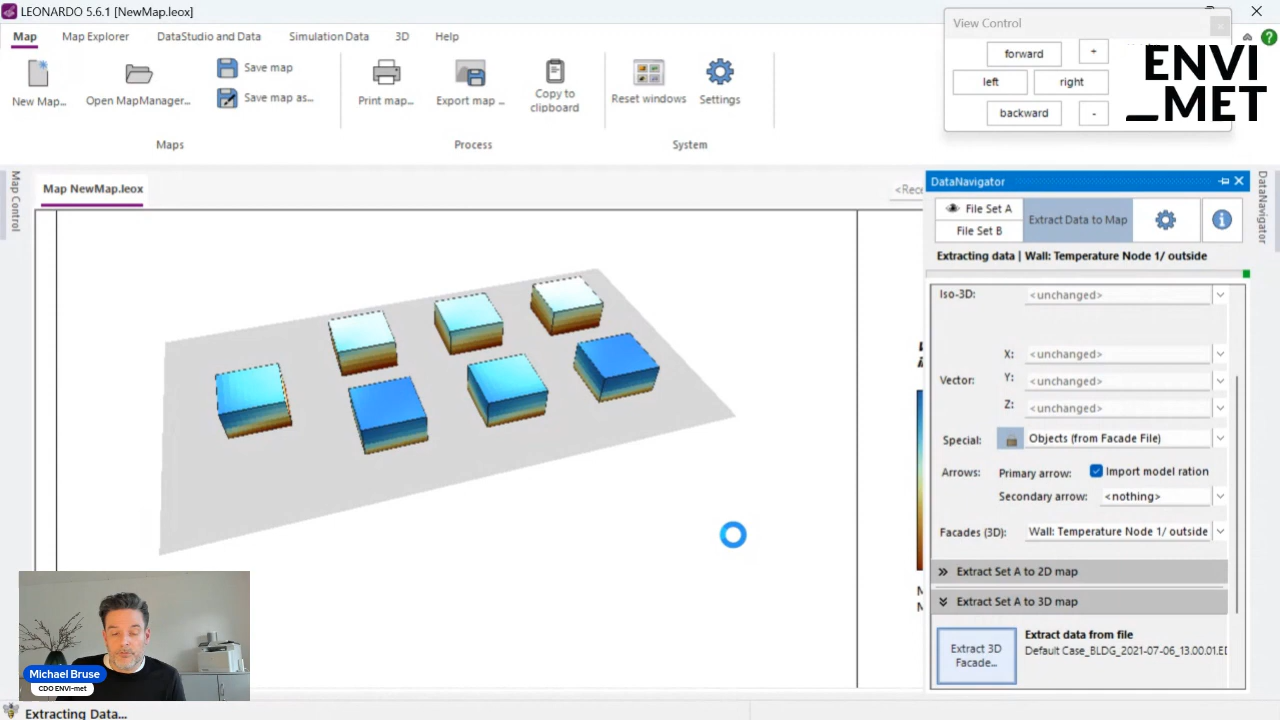 LEONARDO 5.6.1 [NewMap.leox]
Map
Map Explorer
DataStudio and Data
Simulation Data
3D
Help
New Map...
Open MapManager...
Save map
Save map as...
Maps
Print map...
Export map ...
Copy to
clipboard
Process
Reset windows
Settings
System
View Control
forward
+
left
right
backward
-
ENVI
_MET
Map Control
Map NewMap.leox
<Rece
DataNavigator
DataNavigator
File Set A
File Set B
Extract Data to Map
Extracting data | Wall: Temperature Node 1/ outside
Iso-3D:
<unchanged>
Vector:
X:
<unchanged>
Y:
<unchanged>
Z:
<unchanged>
Special:
Objects (from Facade File)
Arrows:
Primary arrow:
Import model ration
Secondary arrow:
<nothing>
Facades (3D):
Wall: Temperature Node 1/ outside
Extract Set A to 2D map
Extract Set A to 3D map
Extract 3D
Facade...
Extract data from file
Default Case_BLDG_2021-07-06_13.00.01.ED
Michael Bruse
CDO ENVI-met
Extracting Data...